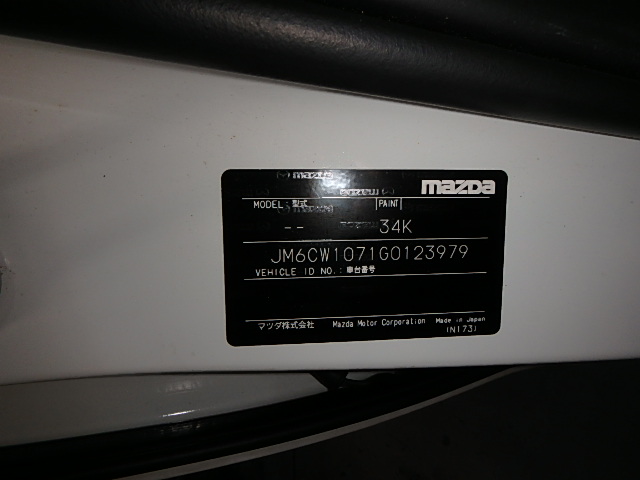 mazda
MODEL:型式 PAINT
-- 34K
JM6CW1071G0123979
VEHICLE ID NO.:車台番号
マツダ株式会社 Mazda Motor Corporation Made in Japan
(N173)